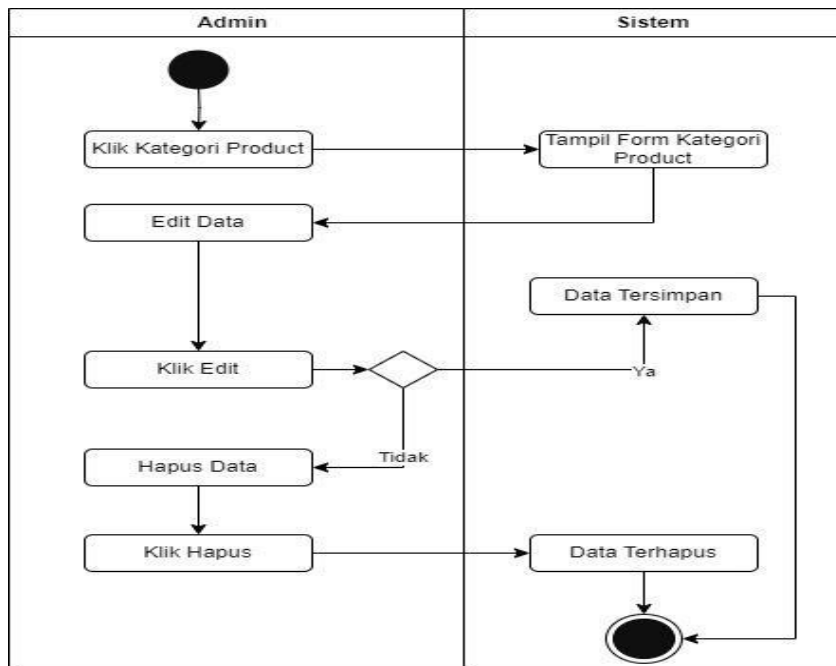 Admin
Sistem
Klik Kategori Product
Tampil Form Kategori
Product
Edit Data
Data Tersimpan
Klik Edit
Ya
Tidak
Hapus Data
Klik Hapus
Data Terhapus